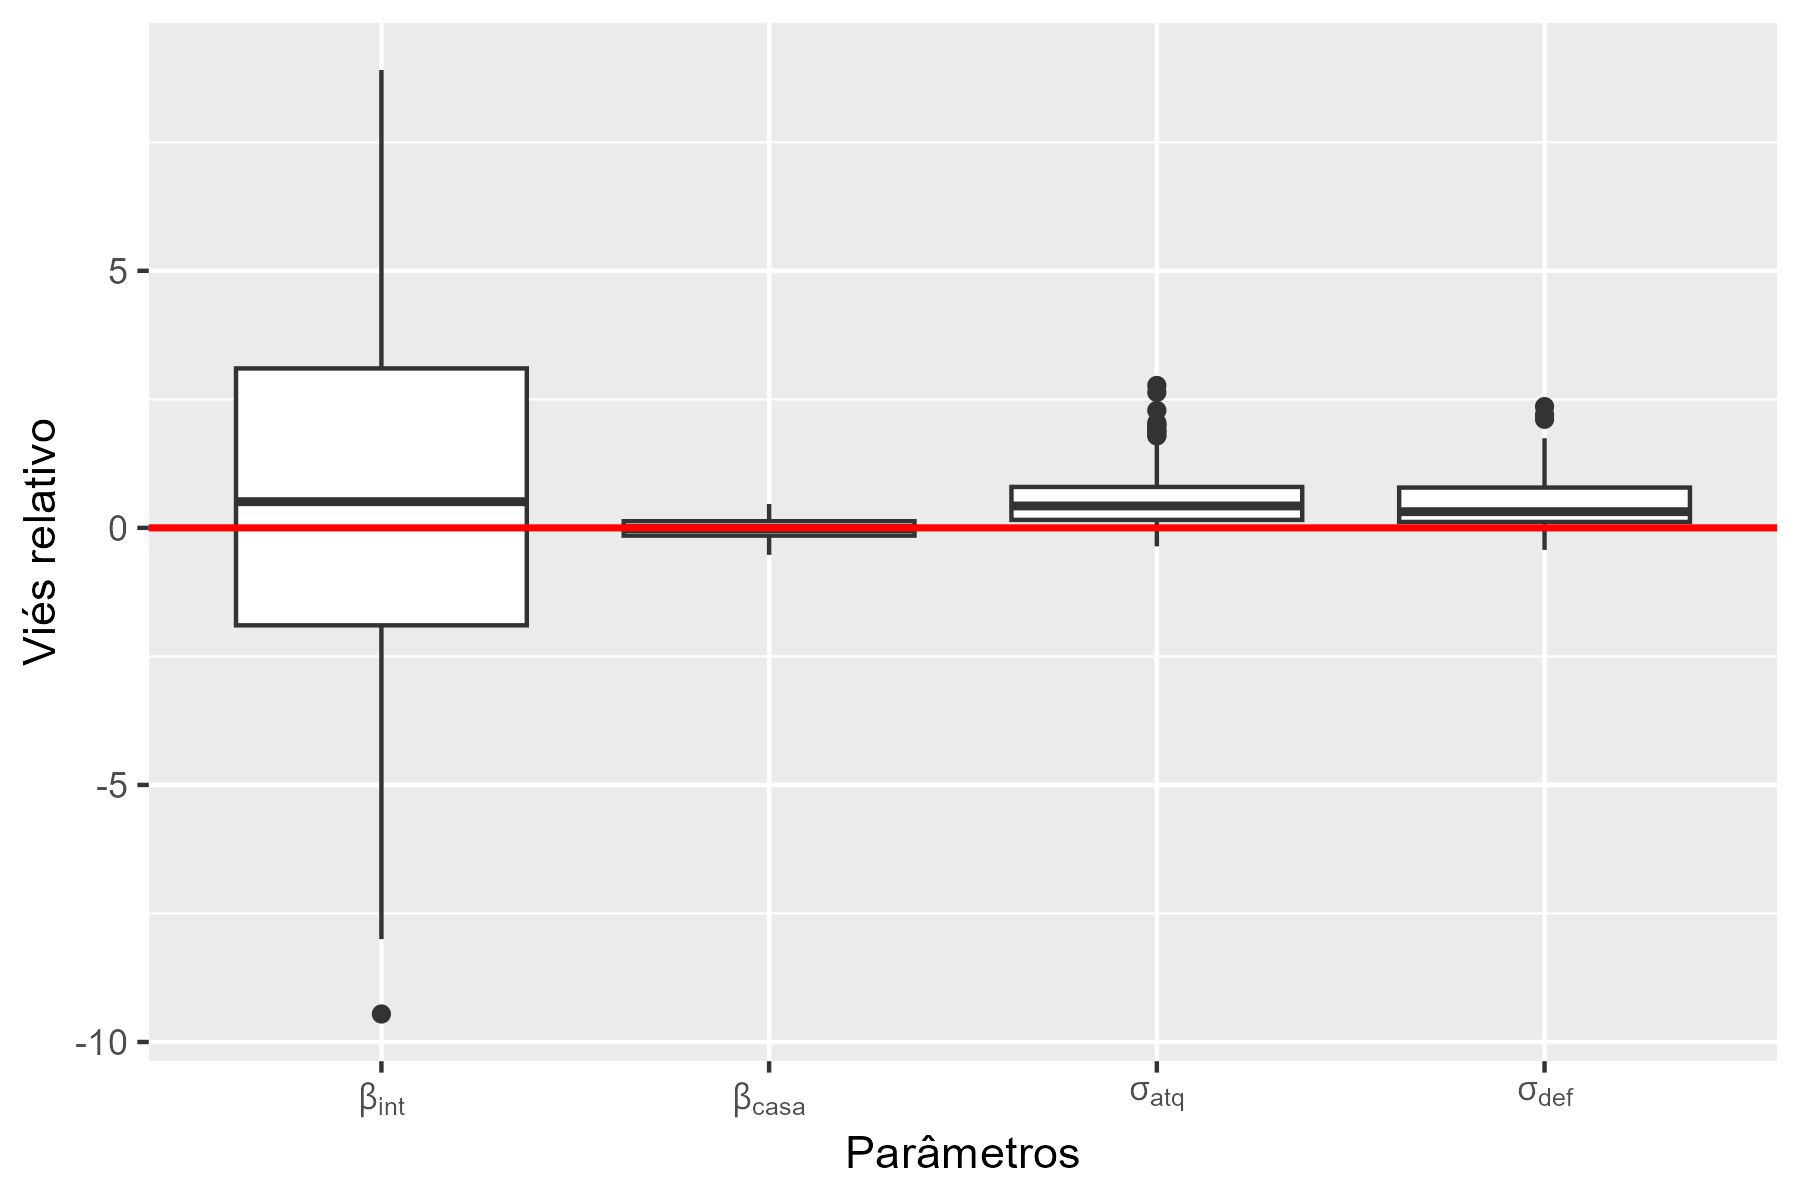 Viés relativo
5
0
-5
-10
βint
βcasa
σatq
σdef
Parâmetros